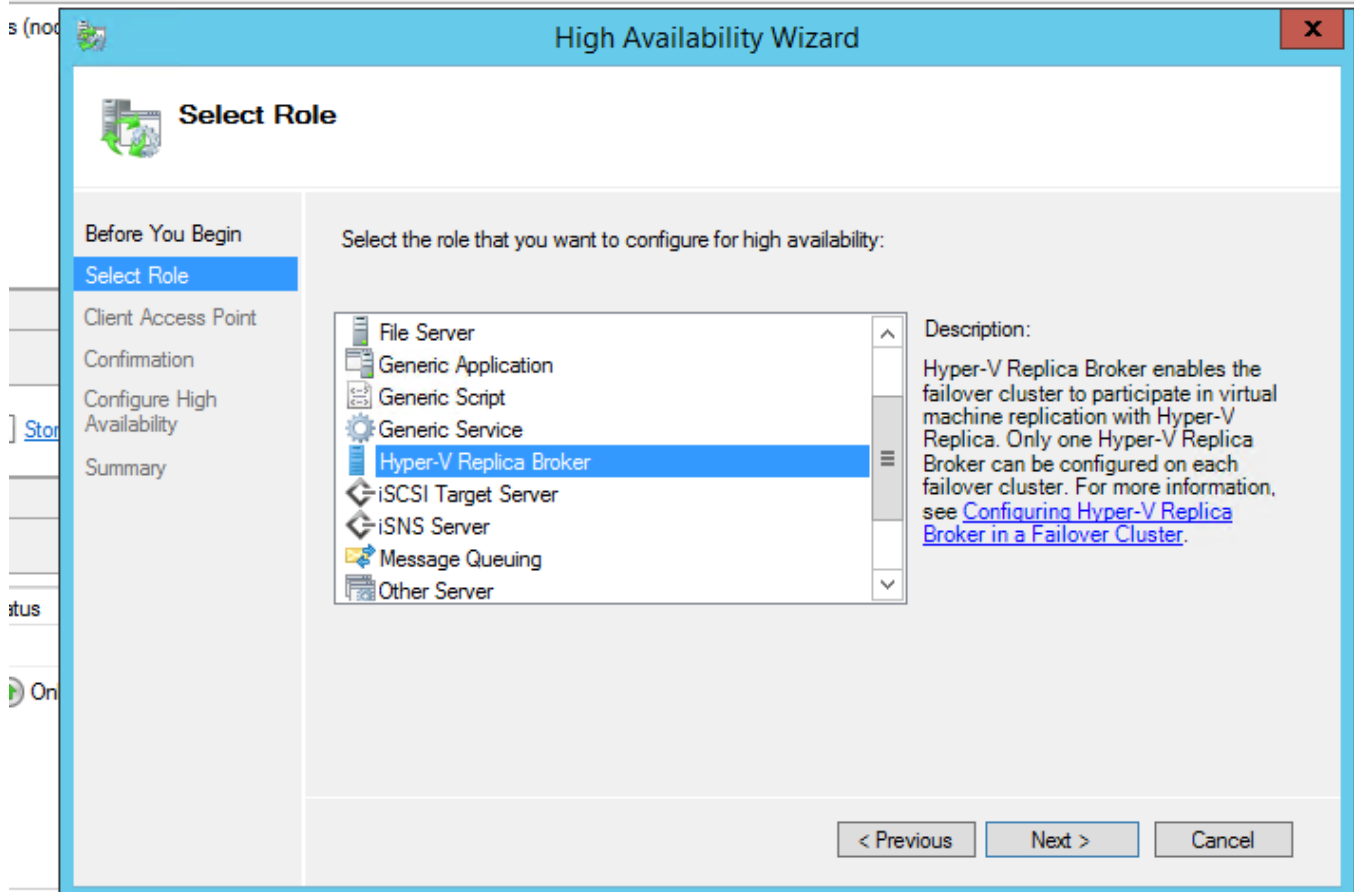 s (nod
High Availability Wizard
x
Select Role
Before You Begin
Select Role
Client Access Point
Confirmation
Configure High
Availability
Summary
Select the role that you want to configure for high availability:
File Server
Generic Application
Generic Script
Generic Service
Hyper-V Replica Broker
iSCSI Target Server
iSNS Server
Message Queuing
Other Server
Description:
Hyper-V Replica Broker enables the
failover cluster to participate in virtual
machine replication with Hyper-V
Replica. Only one Hyper-V Replica
Broker can be configured on each
failover cluster. For more information,
see Configuring Hyper-V Replica
Broker in a Failover Cluster.
Stor
atus
Onl
< Previous
Next >
Cancel